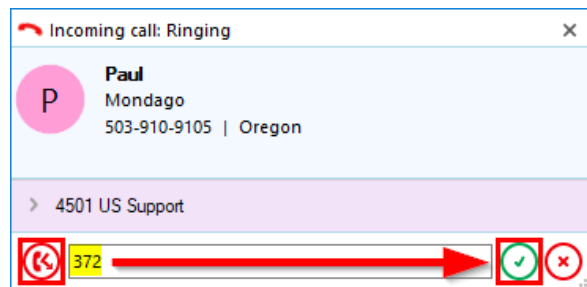 Incoming call: Ringing
P
Paul
Mondago
503-910-9105 | Oregon
4501 US Support
372